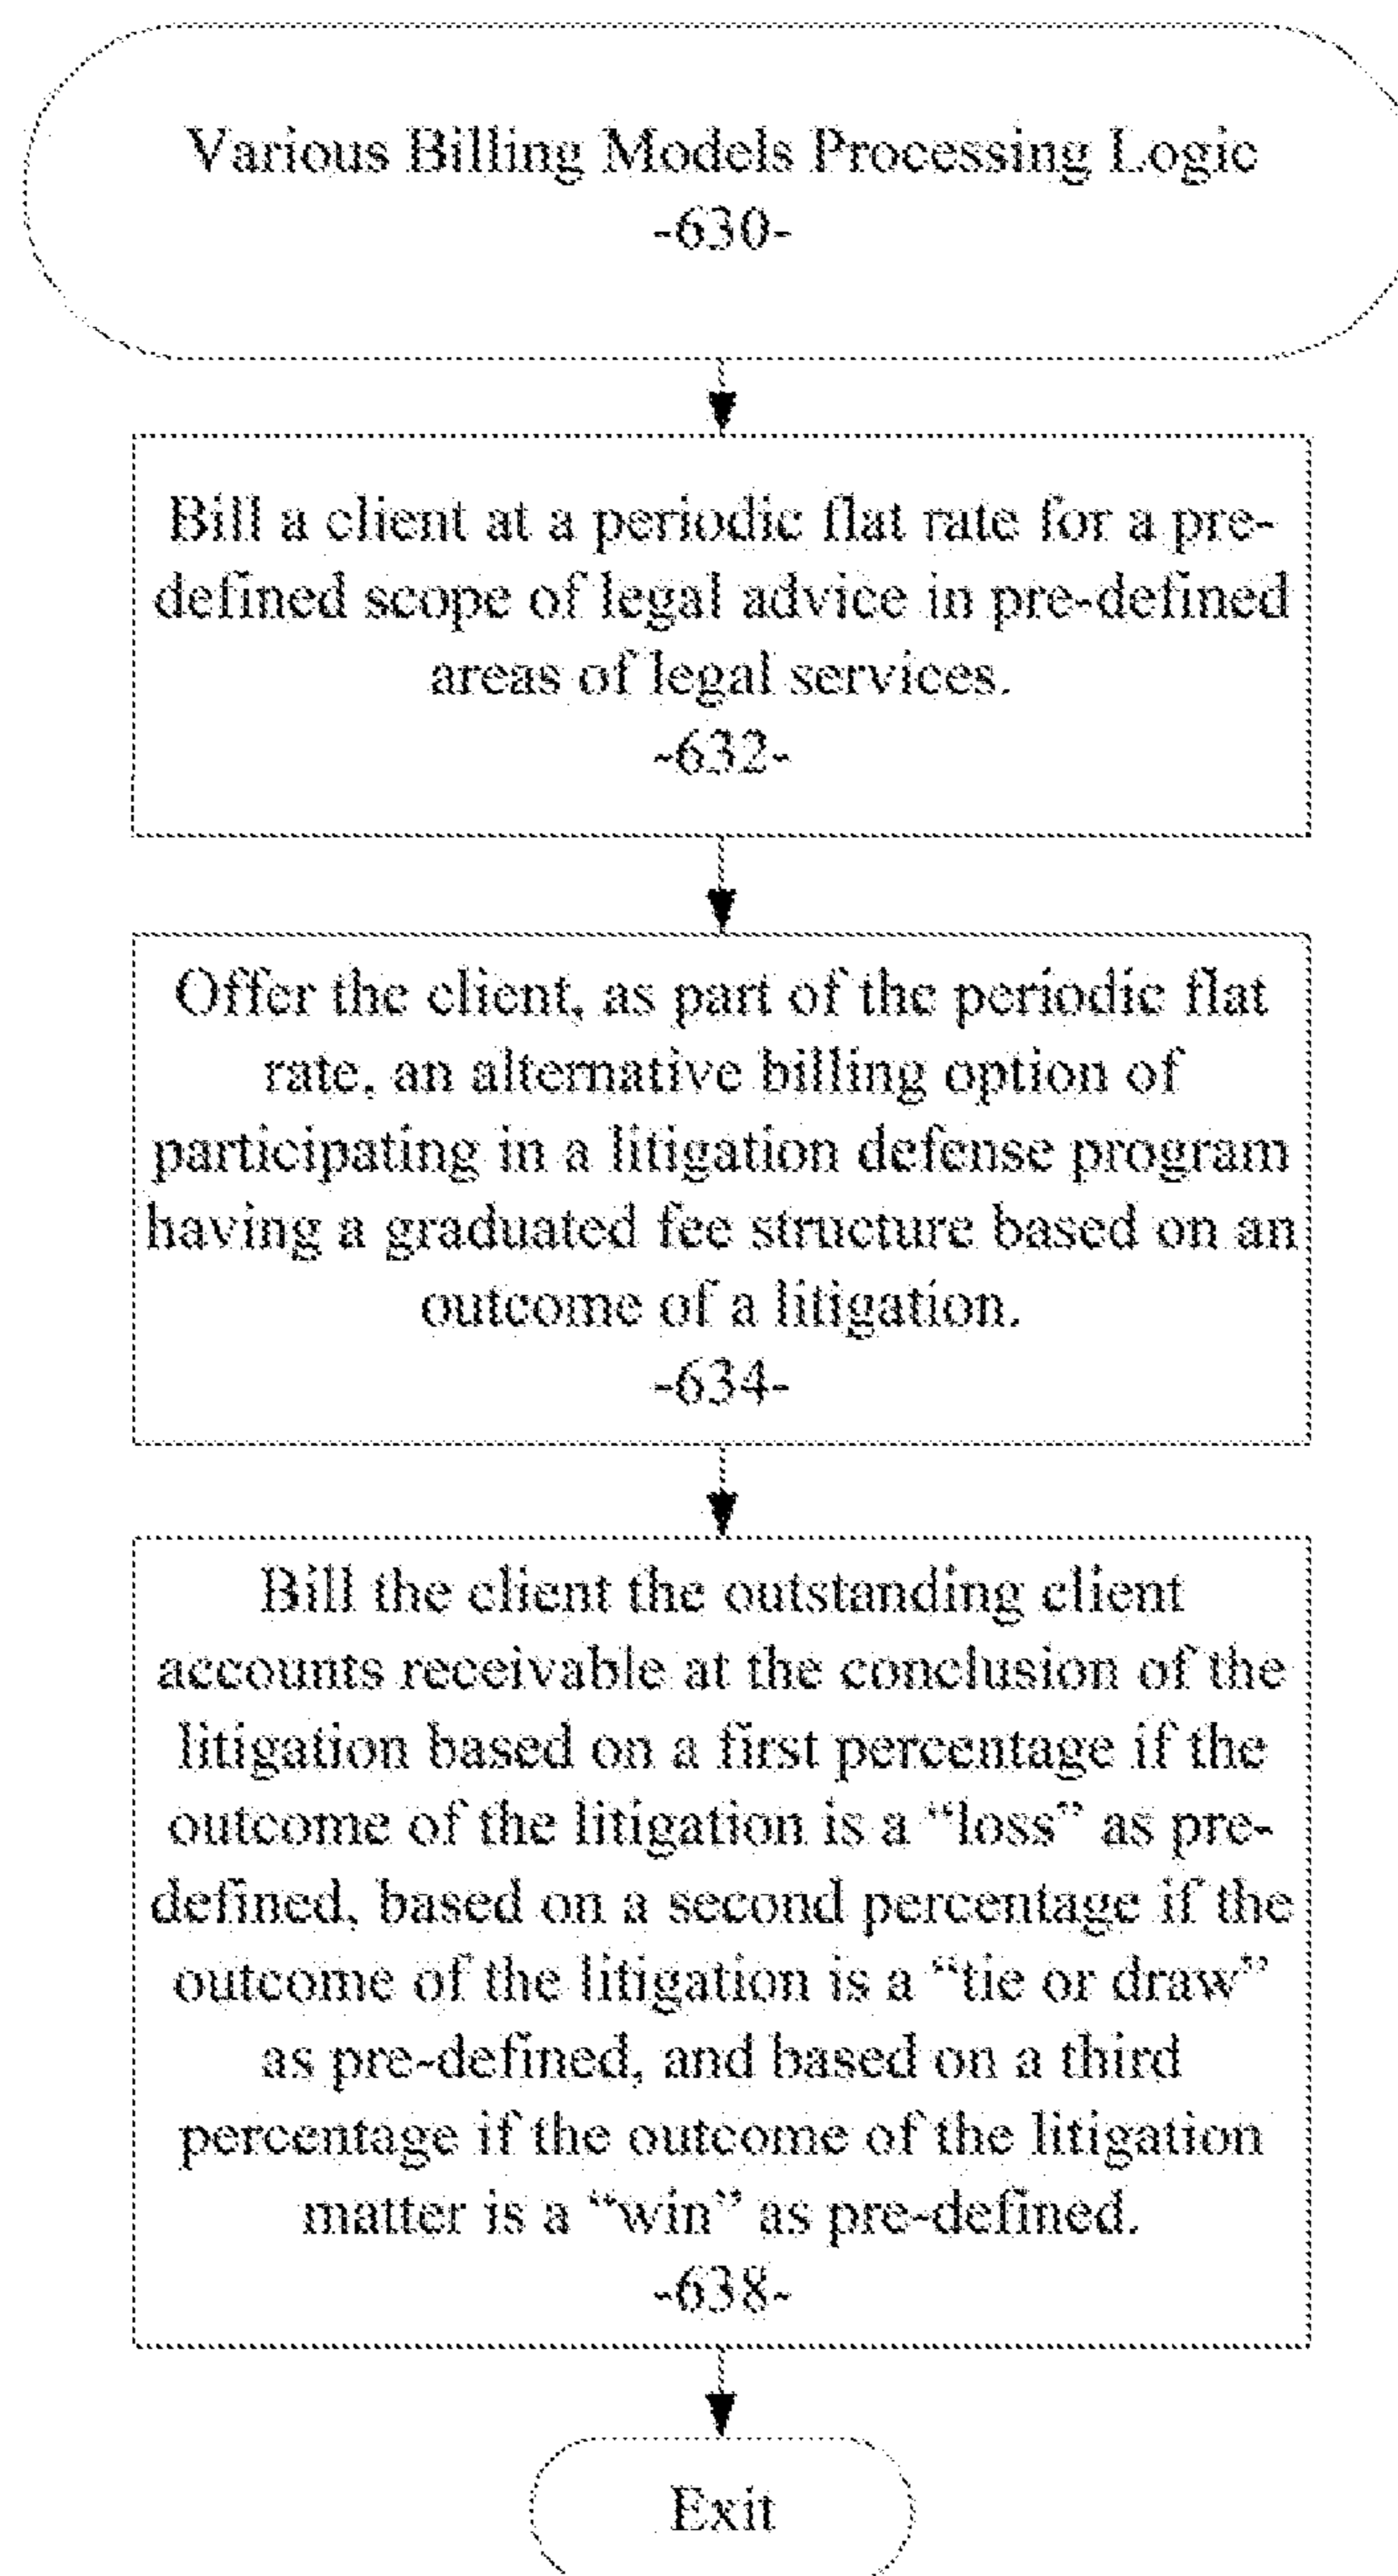 Various Billing Models Processing Logic
-630-
Bill a client at a periodic flat rate for a pre-
defined scope of legal advice in pre-defined
areas of legal services.
-632-
Offer the client, as part of the periodic flat
rate, an alternative billing option of
participating in a litigation defense program
having a graduated fee structure based on an
outcome of a litigation.
-634-
Bill the client the outstanding client
accounts receivable at the conclusion of the
litigation based on a first percentage if the
outcome of the litigation is a “loss” as pre-
defined, based on a second percentage if the
outcome of the litigation is a “tie or draw”
as pre-defined, and based on a third
percentage if the outcome of the litigation
matter is a “win” as pre-defined.
-638-
Exit